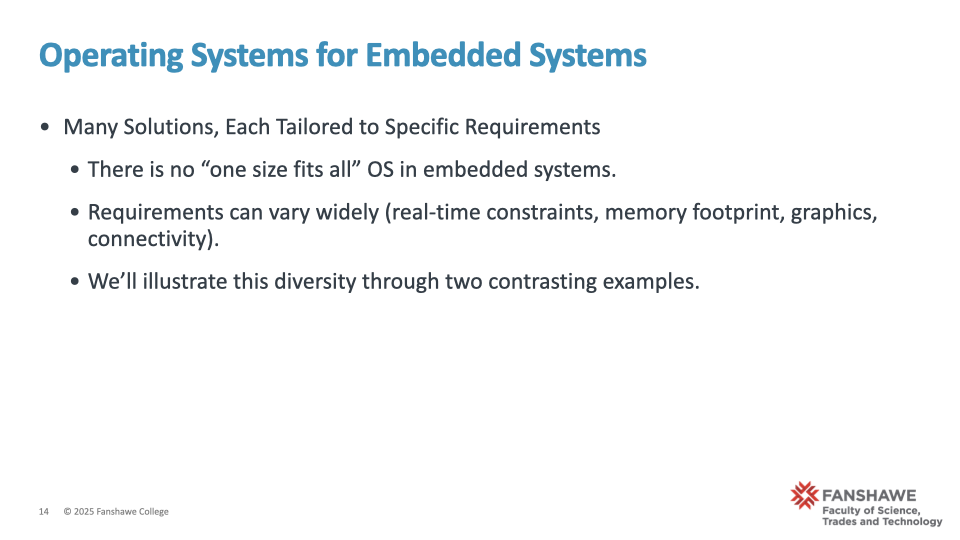 Operating Systems for Embedded Systems
• Many Solutions, Each Tailored to Specific Requirements
• There is no “one size fits all” OS in embedded systems.
• Requirements can vary widely (real-time constraints, memory footprint, graphics,
connectivity).
• We’ll illustrate this diversity through two contrasting examples.
14 © 2025 Fanshawe College
FANSHAWE
Faculty of Science,
Trades and Technology